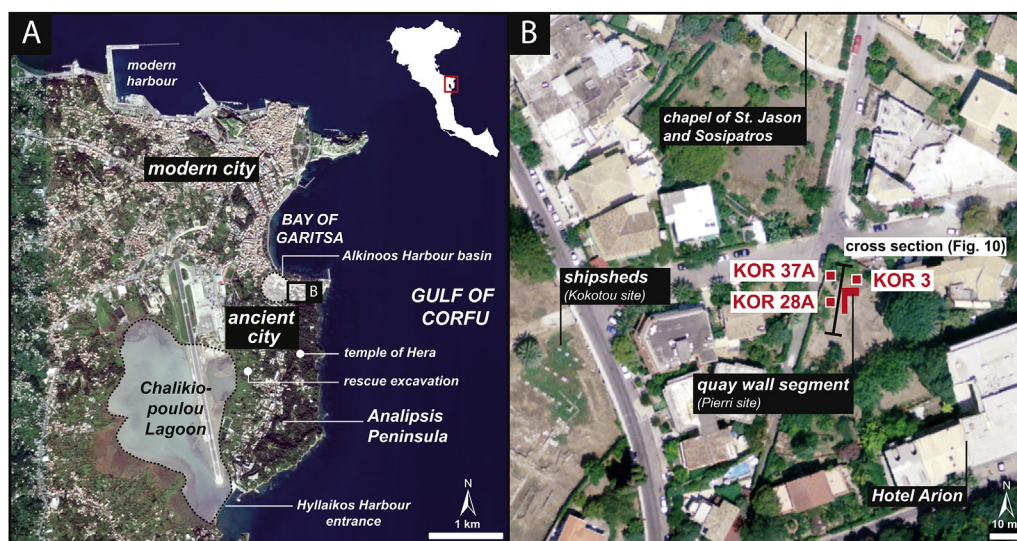 A
modern
harbour
modern city
BAY OF
GARITSA
Alkinoos Harbour basin
B
GULF OF
CORFU
ancient
city
temple of Hera
rescue excavation
Chalikio-
poulou
Lagoon
Analipsis
Peninsula
Hyllaikos Harbour
entrance
N
1 km
B
chapel of St. Jason
and Sosipatros
cross section (Fig. 10)
shipsheds
(Kokotou site)
KOR 37A
KOR 3
KOR 28A
quay wall segment
(Pierri site)
Hotel Arion
N
10 m